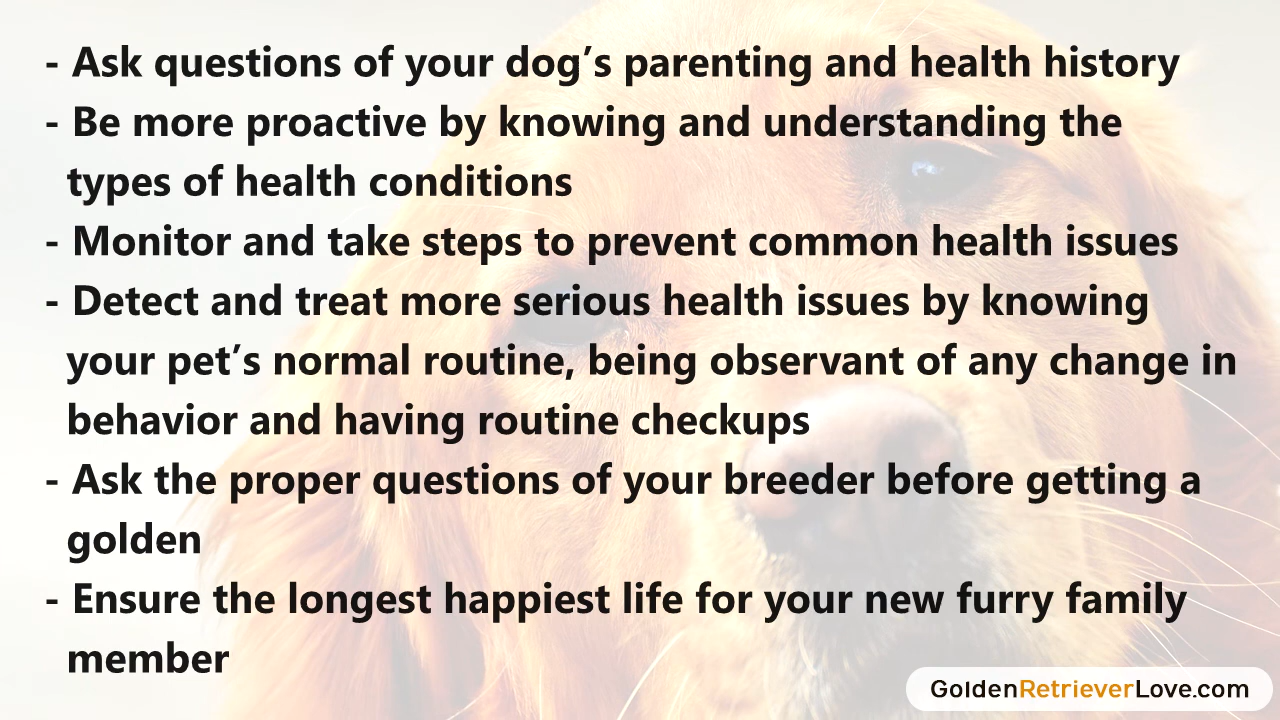 - Ask questions of your dog’s parenting and health history
- Be more proactive by knowing and understanding the
types of health conditions
- Monitor and take steps to prevent common health issues
- Detect and treat more serious health issues by knowing
your pet’s normal routine, being observant of any change in
behavior and having routine checkups
- Ask the proper questions of your breeder before getting a
golden
- Ensure the longest happiest life for your new furry family
member
GoldenRetrieverLove.com